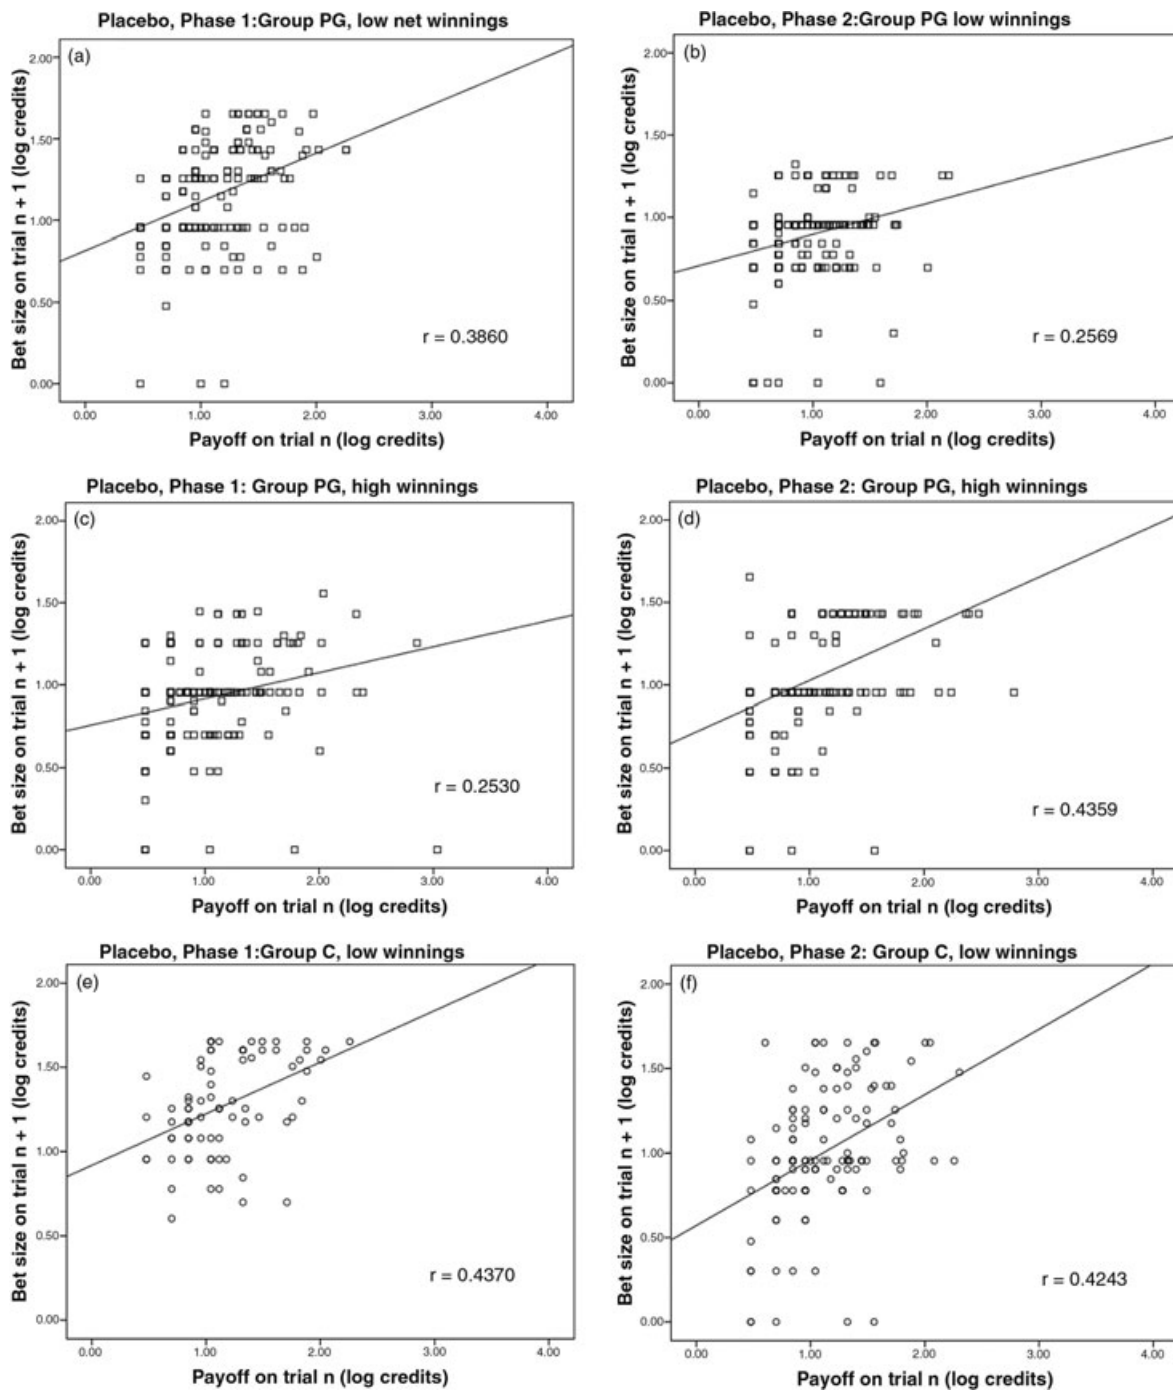 Placebo, Phase 1:Group PG, low net winnings
(a)
2.00
1.50
1.00
0.50
0.00
Bet size on trial n + 1 (log credits)
r = 0.3860
0.00 1.00 2.00 3.00 4.00
Payoff on trial n (log credits)
Placebo, Phase 2:Group PG low winnings
(b)
2.00
1.50
1.00
0.50
0.00
Bet size on trial n + 1 (log credits)
r = 0.2569
0.00 1.00 2.00 3.00 4.00
Payoff on trial n (log credits)
Placebo, Phase 1: Group PG, high winnings
(c)
2.00
1.50
1.00
0.50
0.00
Bet size on trial n + 1 (log credits)
r = 0.2530
0.00 1.00 2.00 3.00 4.00
Payoff on trial n (log credits)
Placebo, Phase 2: Group PG, high winnings
(d)
2.00
1.50
1.00
0.50
0.00
Bet size on trial n + 1 (log credits)
r = 0.4359
0.00 1.00 2.00 3.00 4.00
Payoff on trial n (log credits)
Placebo, Phase 1:Group C, low winnings
(e)
2.00
1.50
1.00
0.50
0.00
Bet size on trial n + 1 (log credits)
r = 0.4370
0.00 1.00 2.00 3.00 4.00
Payoff on trial n (log credits)
Placebo, Phase 2: Group C, low winnings
(f)
2.00
1.50
1.00
0.50
0.00
Bet size on trial n + 1 (log credits)
r = 0.4243
0.00 1.00 2.00 3.00 4.00
Payoff on trial n (log credits)